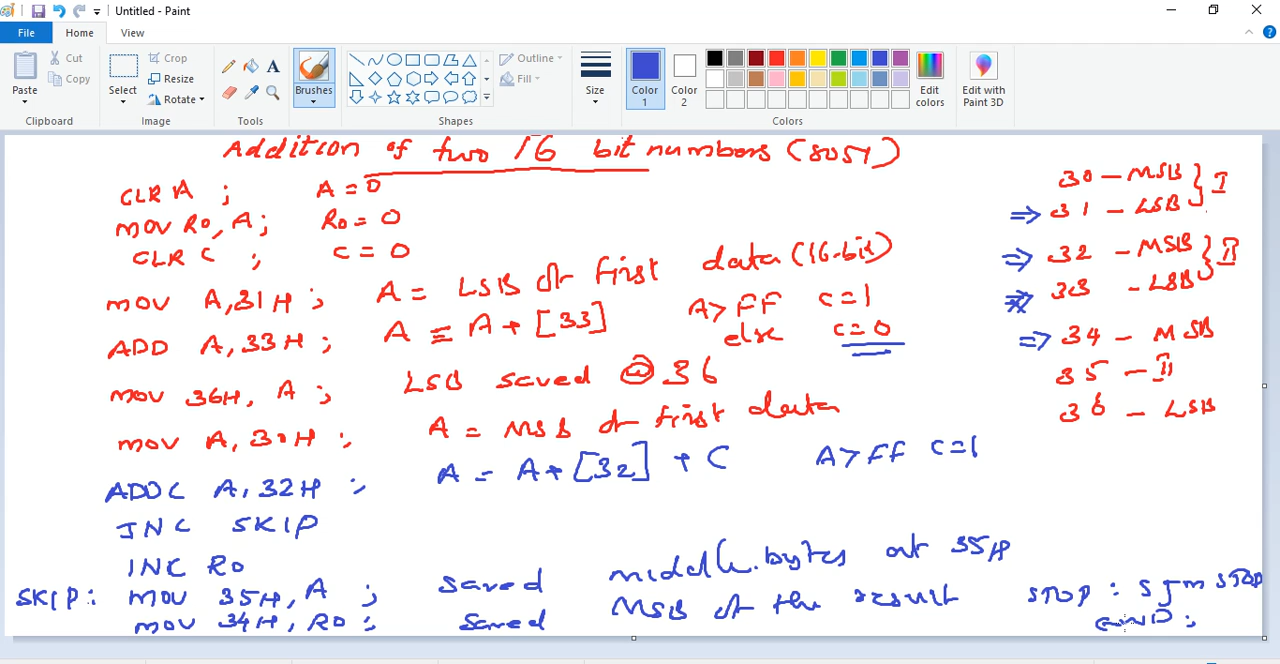 Untitled - Paint
File Home View
Paste Cut Copy Clipboard
Select Crop Resize Rotate Image
Tools
Brushes
Outline Fill Shapes
Size
Color 1 Color 2 Edit colors Colors
Edit with Paint 3D
Addition of two 16 bit numbers (8051)
CLR A ; A = 0
MOV R0, A ; R0 = 0
CLR C ; C = 0
MOV A, 31H ; A = LSB of first data (16-bit)
ADD A, 33H ; A = A + [33] A > FF C = 1
else C = 0
MOV 36H, A ; LSB saved @ 36
MOV A, 30H ; A = MSB of first data
ADDC A, 32H ; A = A + [32] + C A > FF C = 1
JNC SKIP
INC R0
SKIP : MOV 35H, A ; saved middle bytes at 35H
MOV 34H, R0 ; saved MSB of the result
STOP : SJM STOP
END ;
30 - MSB } I
⇒ 31 - LSB
⇒ 32 - MSB } II
33 - LSB
⇒ 34 - MSB
35 - II
36 - LSB